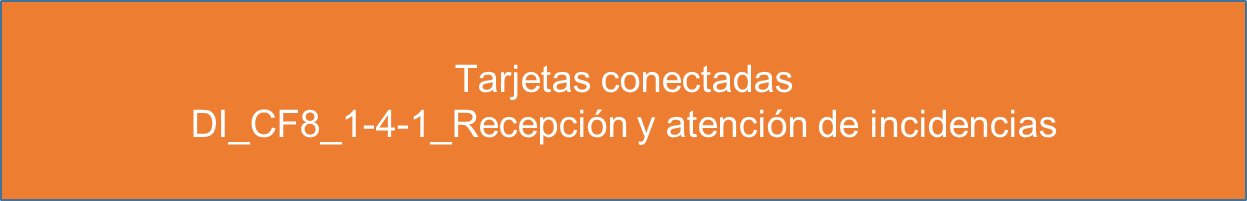 Tarjetas conectadas
DI_CF8_1-4-1_Recepción y atención de incidencias